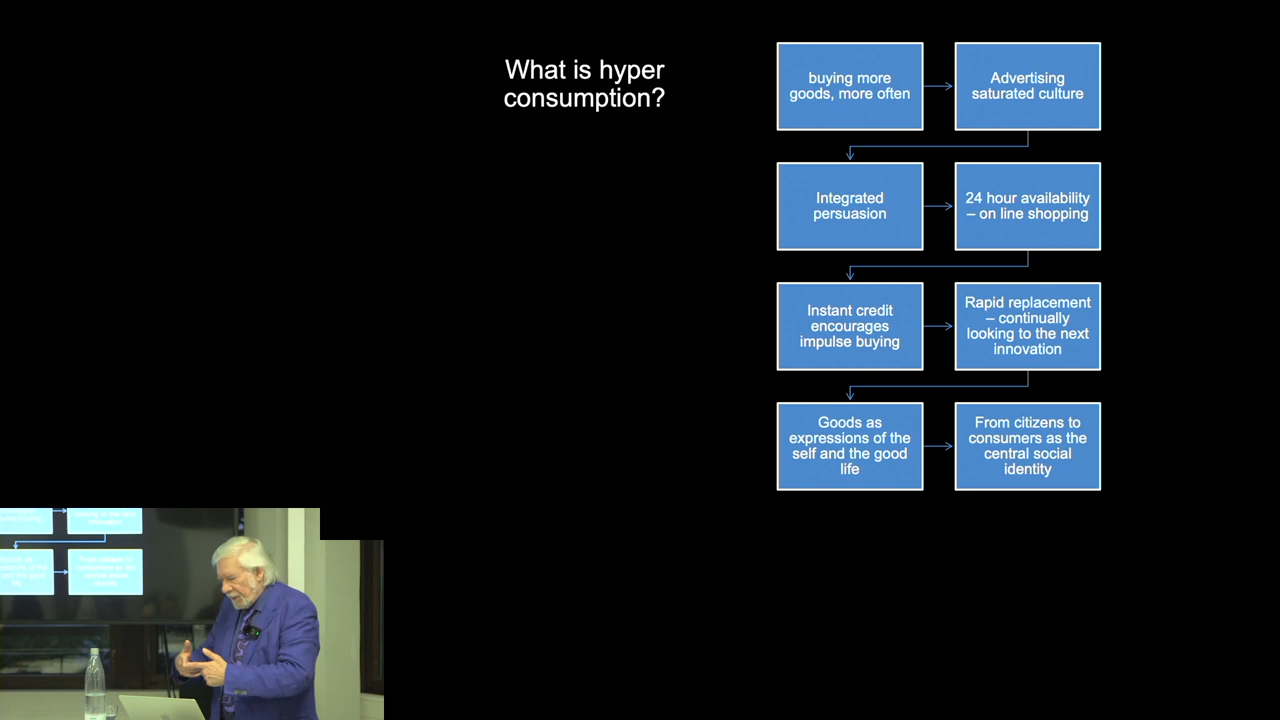 What is hyper
consumption?
buying more
goods, more often
Advertising
saturated culture
Integrated
persuasion
24 hour availability
– on line shopping
Instant credit
encourages
impulse buying
Rapid replacement
– continually
looking to the next
innovation
Goods as
expressions of the
self and the good
life
From citizens to
consumers as the
central social
identity